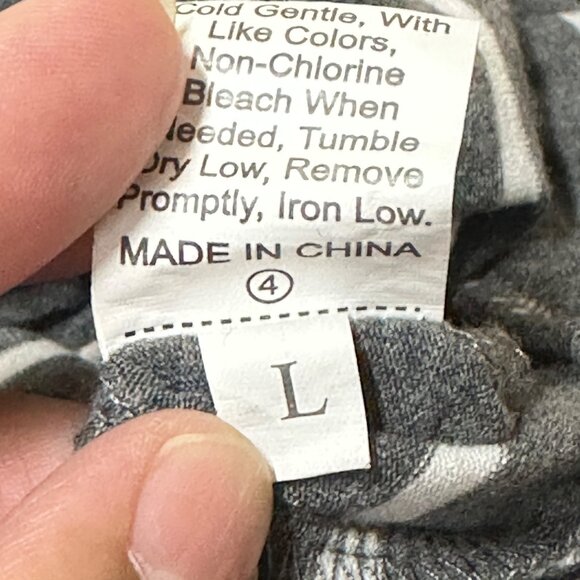 Cold Gentle, With
Like Colors,
Non-Chlorine
Bleach When
Needed, Tumble
Dry Low, Remove
Promptly, Iron Low.
MADE IN CHINA
4
L